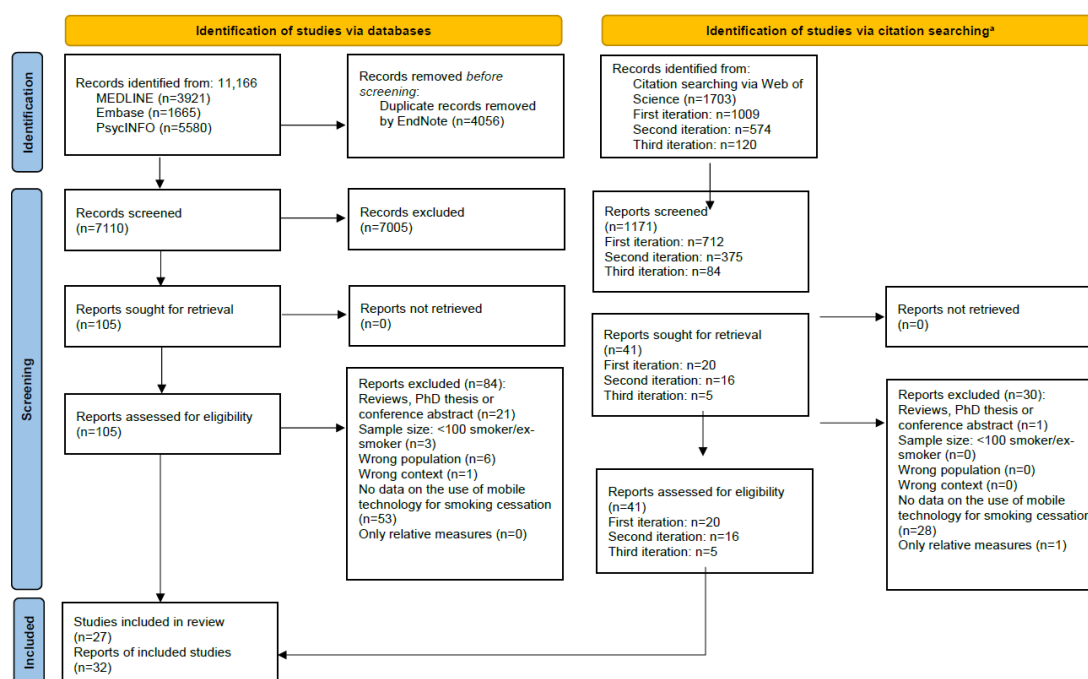 Identification of studies via databases
Identification of studies via citation searchingª
Identification
Records identified from: 11,166
MEDLINE (n=3921)
Embase (n=1665)
PsycINFO (n=5580)
Records removed before
screening:
Duplicate records removed
by EndNote (n=4056)
Records identified from:
Citation searching via Web of
Science (n=1703)
First iteration: n=1009
Second iteration: n=574
Third iteration: n=120
Screening
Records screened
(n=7110)
Records excluded
(n=7005)
Reports screened
(n=1171)
First iteration: n=712
Second iteration: n=375
Third iteration: n=84
Reports sought for retrieval
(n=105)
Reports not retrieved
(n=0)
Reports sought for retrieval
(n=41)
First iteration: n=20
Second iteration: n=16
Third iteration: n=5
Reports not retrieved
(n=0)
Reports assessed for eligibility
(n=105)
Reports excluded (n=84):
Reviews, PhD thesis or
conference abstract (n=21)
Sample size: <100 smoker/ex-
smoker (n=3)
Wrong population (n=6)
Wrong context (n=1)
No data on the use of mobile
technology for smoking cessation
(n=53)
Only relative measures (n=0)
Reports assessed for eligibility
(n=41)
First iteration: n=20
Second iteration: n=16
Third iteration: n=5
Reports excluded (n=30):
Reviews, PhD thesis or
conference abstract (n=1)
Sample size: <100 smoker/ex-
smoker (n=0)
Wrong population (n=0)
Wrong context (n=0)
No data on the use of mobile
technology for smoking cessation
(n=28)
Only relative measures (n=1)
Included
Studies included in review
(n=27)
Reports of included studies
(n=32)